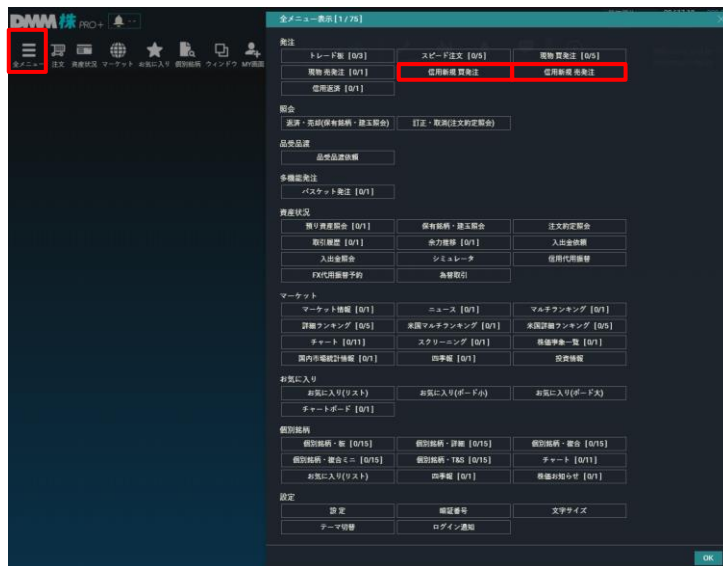 DMM株 PRO+
全メニュー 注文 資産状況 マーケット お気に入り 個別銘柄 ウィンドウ MY画面
全メニュー表示 [1/75]
発注
トレード板 [0/3] スピード注文 [0/5] 現物 買発注 [0/5]
現物 売発注 [0/1] 信用新規 買発注 信用新規 売発注
信用返済 [0/1]
照会
返済・売却(保有銘柄・建玉照会) 訂正・取消(注文約定照会)
品受品渡
品受品渡依頼
多機能発注
バスケット発注 [0/1]
資産状況
預り資産照会 [0/1] 保有銘柄・建玉照会 注文約定照会
取引履歴 [0/1] 余力推移 [0/1] 入出金依頼
入出金照会 シミュレータ 信用代用振替
FX代用振替予約 為替取引
マーケット
マーケット情報 [0/1] ニュース [0/1] マルチランキング [0/1]
詳細ランキング [0/5] 米国マルチランキング [0/1] 米国詳細ランキング [0/5]
チャート [0/11] スクリーニング [0/1] 株価事象一覧 [0/1]
国内市場統計情報 [0/1] 四季報 [0/1] 投資情報
お気に入り
お気に入り(リスト) お気に入り(ボード小) お気に入り(ボード大)
チャートボード [0/1]
個別銘柄
個別銘柄・板 [0/15] 個別銘柄・詳細 [0/15] 個別銘柄・複合 [0/15]
個別銘柄・複合ミニ [0/15] 個別銘柄・T&S [0/15] チャート [0/11]
お気に入り(リスト) 四季報 [0/1] 株価お知らせ [0/1]
設定
設定 暗証番号 文字サイズ
テーマ切替 ログイン通知
OK